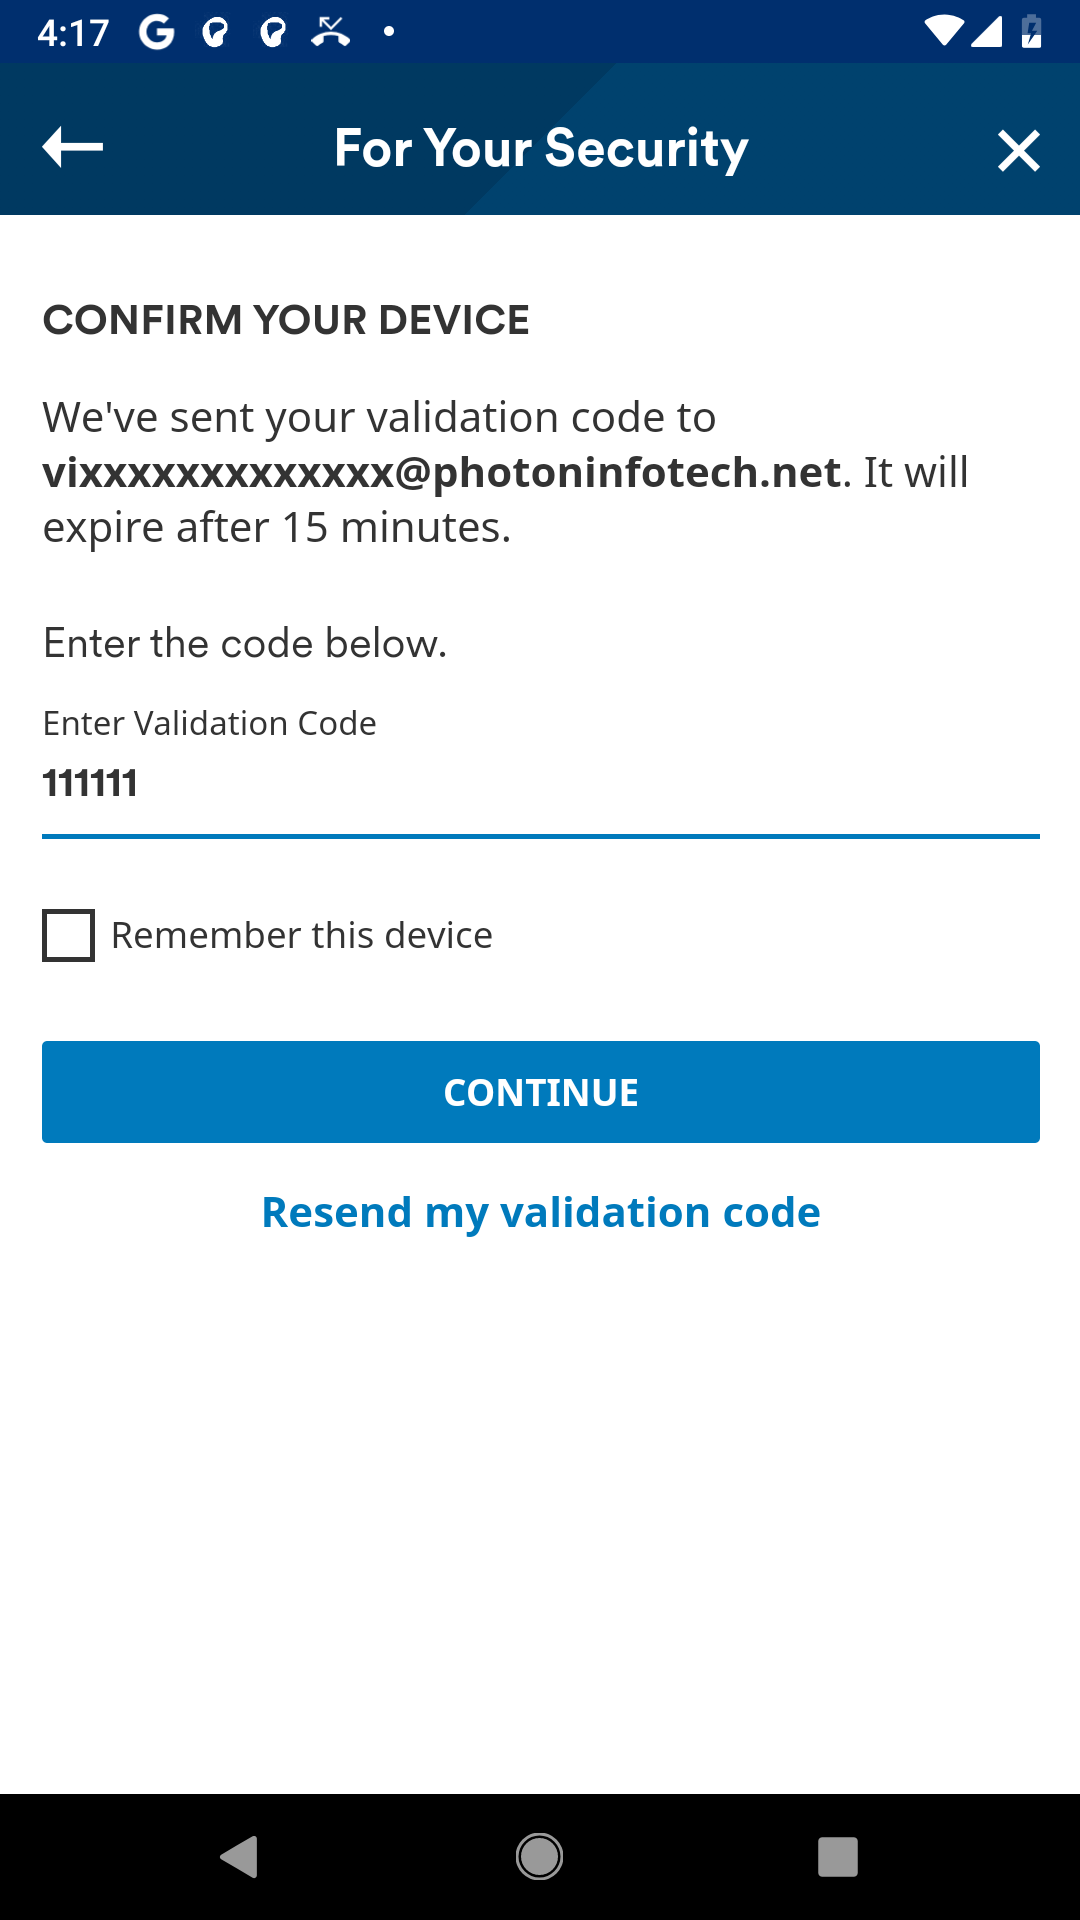 4:17
For Your Security
CONFIRM YOUR DEVICE
We've sent your validation code to
vixxxxxxxxxxxxx@photoninfotech.net. It will
expire after 15 minutes.
Enter the code below.
Enter Validation Code
111111
Remember this device
CONTINUE
Resend my validation code